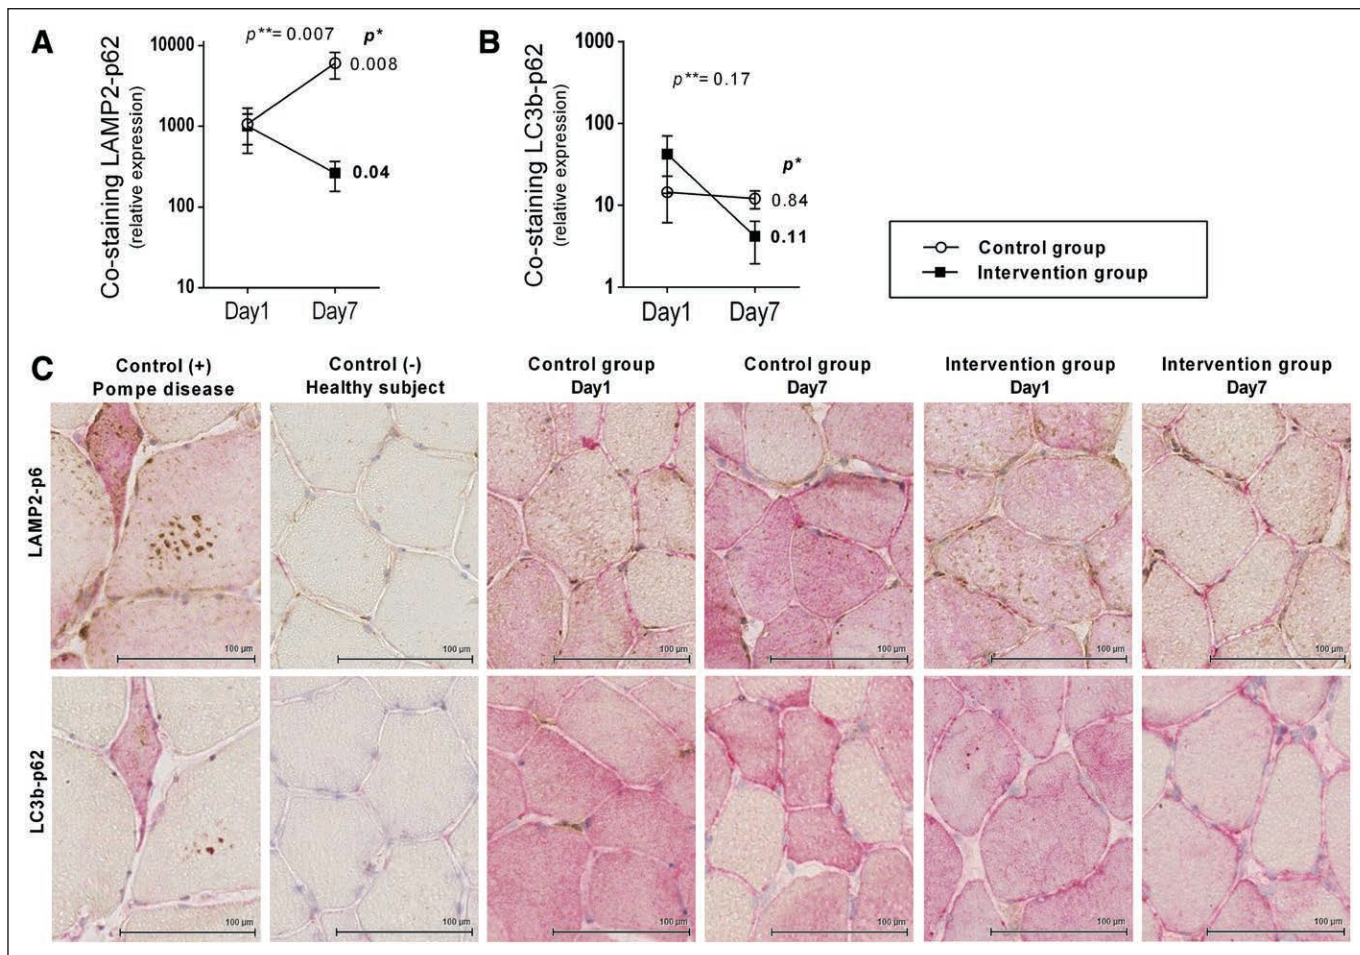 A
Co-staining LAMP2-p62
(relative expression)
10000
1000
100
10
p**= 0.007
p*
0.008
0.04
Day1
Day7
B
Co-staining LC3b-p62
(relative expression)
1000
100
10
1
p**= 0.17
p*
0.84
0.11
Day1
Day7
Control group
Intervention group
C
Control (+)
Pompe disease
Control (-)
Healthy subject
Control group
Day1
Control group
Day7
Intervention group
Day1
Intervention group
Day7
LAMP2-p6
100 µm
100 µm
100 µm
100 µm
100 µm
100 µm
LC3b-p62
100 µm
100 µm
100 µm
100 µm
100 µm
100 µm